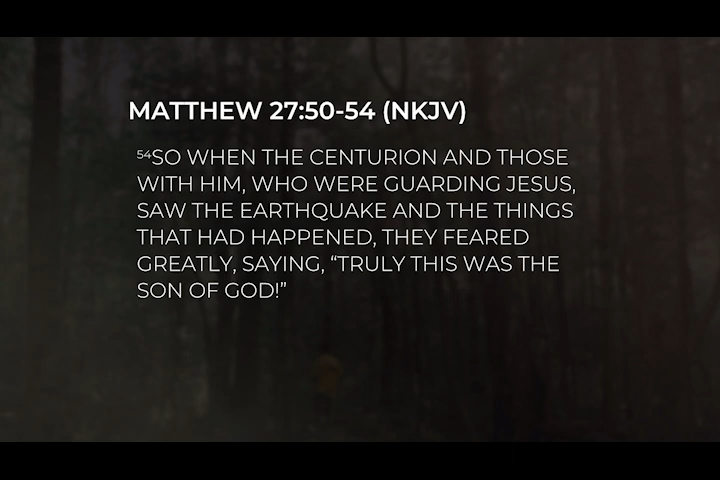 MATTHEW 27:50-54 (NKJV)
⁵⁴SO WHEN THE CENTURION AND THOSE
WITH HIM, WHO WERE GUARDING JESUS,
SAW THE EARTHQUAKE AND THE THINGS
THAT HAD HAPPENED, THEY FEARED
GREATLY, SAYING, “TRULY THIS WAS THE
SON OF GOD!”